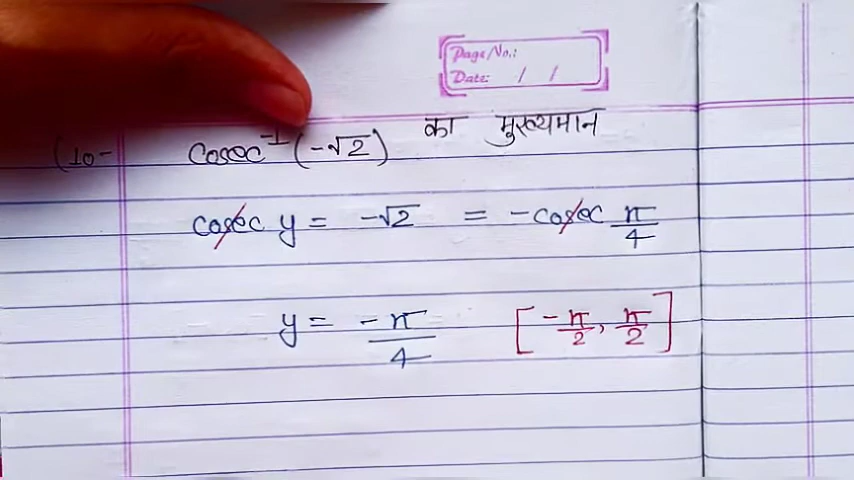 Page No.:
Date: / /
(10- cosec⁻¹(-√2) का मुख्यमान
cosec y = -√2 = -cosec π/4
y = -π/4 [-π/2, π/2]